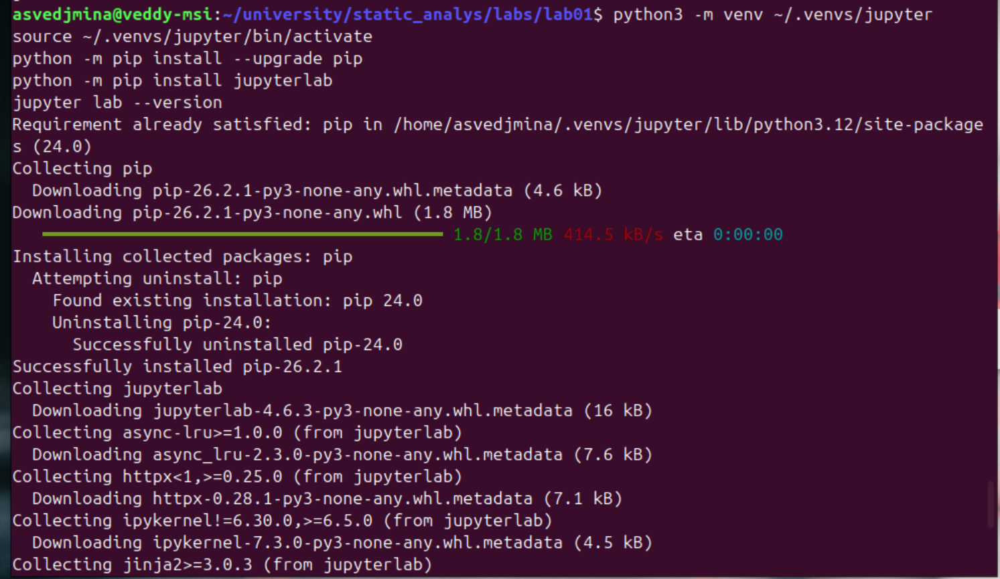 asvedjmina@veddy-msi:~/university/static_analys/labs/lab01$ python3 -m venv ~/.venvs/jupyter
source ~/.venvs/jupyter/bin/activate
python -m pip install --upgrade pip
python -m pip install jupyterlab
jupyter lab --version
Requirement already satisfied: pip in /home/asvedjmina/.venvs/jupyter/lib/python3.12/site-package
s (24.0)
Collecting pip
  Downloading pip-26.2.1-py3-none-any.whl.metadata (4.6 kB)
Downloading pip-26.2.1-py3-none-any.whl (1.8 MB)
1.8/1.8 MB 414.5 kB/s eta 0:00:00
Installing collected packages: pip
  Attempting uninstall: pip
    Found existing installation: pip 24.0
    Uninstalling pip-24.0:
      Successfully uninstalled pip-24.0
Successfully installed pip-26.2.1
Collecting jupyterlab
  Downloading jupyterlab-4.6.3-py3-none-any.whl.metadata (16 kB)
Collecting async-lru>=1.0.0 (from jupyterlab)
  Downloading async_lru-2.3.0-py3-none-any.whl.metadata (7.6 kB)
Collecting httpx<1,>=0.25.0 (from jupyterlab)
  Downloading httpx-0.28.1-py3-none-any.whl.metadata (7.1 kB)
Collecting ipykernel!=6.30.0,>=6.5.0 (from jupyterlab)
  Downloading ipykernel-7.3.0-py3-none-any.whl.metadata (4.5 kB)
Collecting jinja2>=3.0.3 (from jupyterlab)